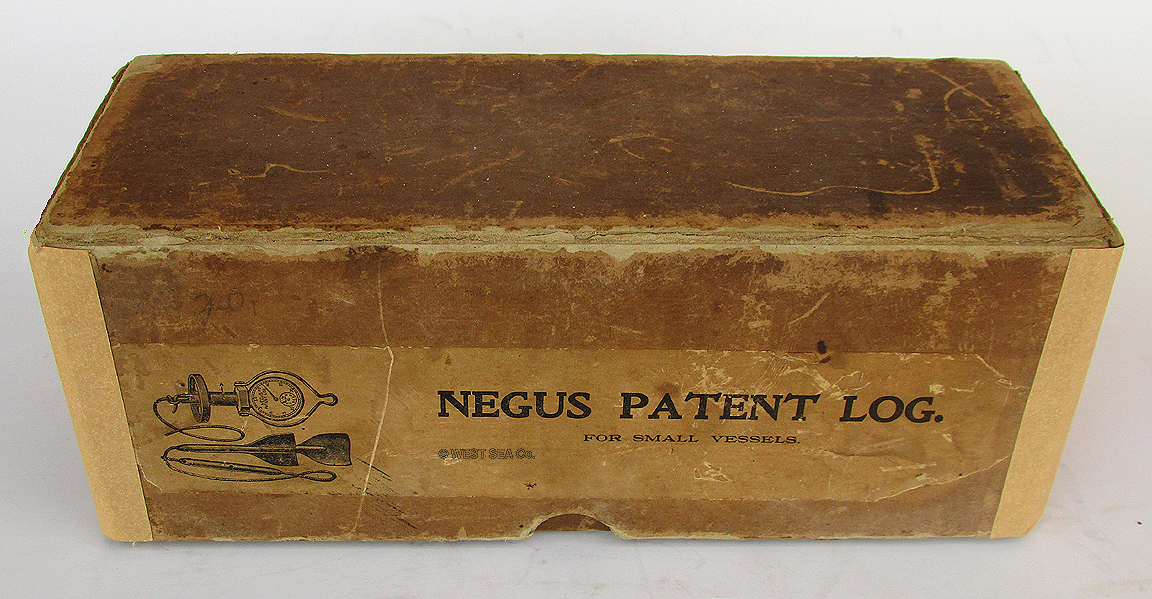 NEGUS PATENT LOG.
FOR SMALL VESSELS.
© WEST SEA Co.